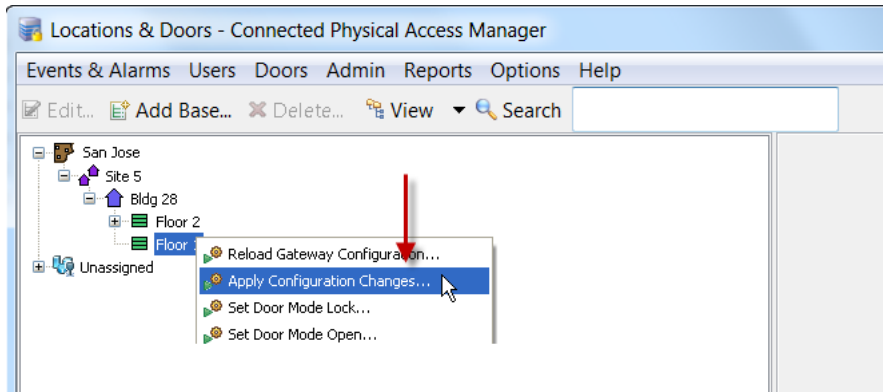 Locations & Doors - Connected Physical Access Manager
Events & Alarms Users Doors Admin Reports Options Help
Edit... Add Base... Delete... View Search
San Jose
Site 5
Bldg 28
Floor 2
Floor
Reload Gateway Configuration...
Unassigned
Apply Configuration Changes...
Set Door Mode Lock...
Set Door Mode Open...